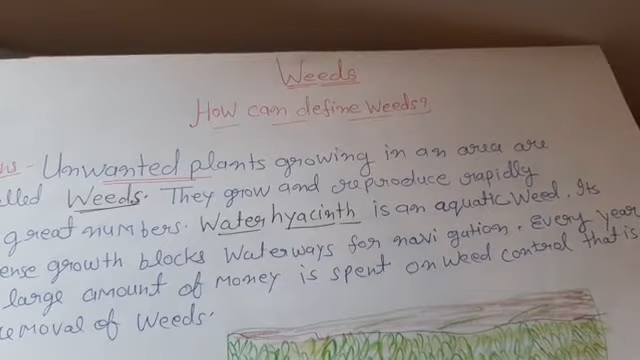 Weeds
How can define weeds?
- Unwanted plants growing in an area are
Weeds. They grow and reproduce rapidly
great numbers. Waterhyacinth is an aquatic weed. Its
growth blocks Waterways for navigation. Every year
large amount of money is spent on weed control that is
of weeds.